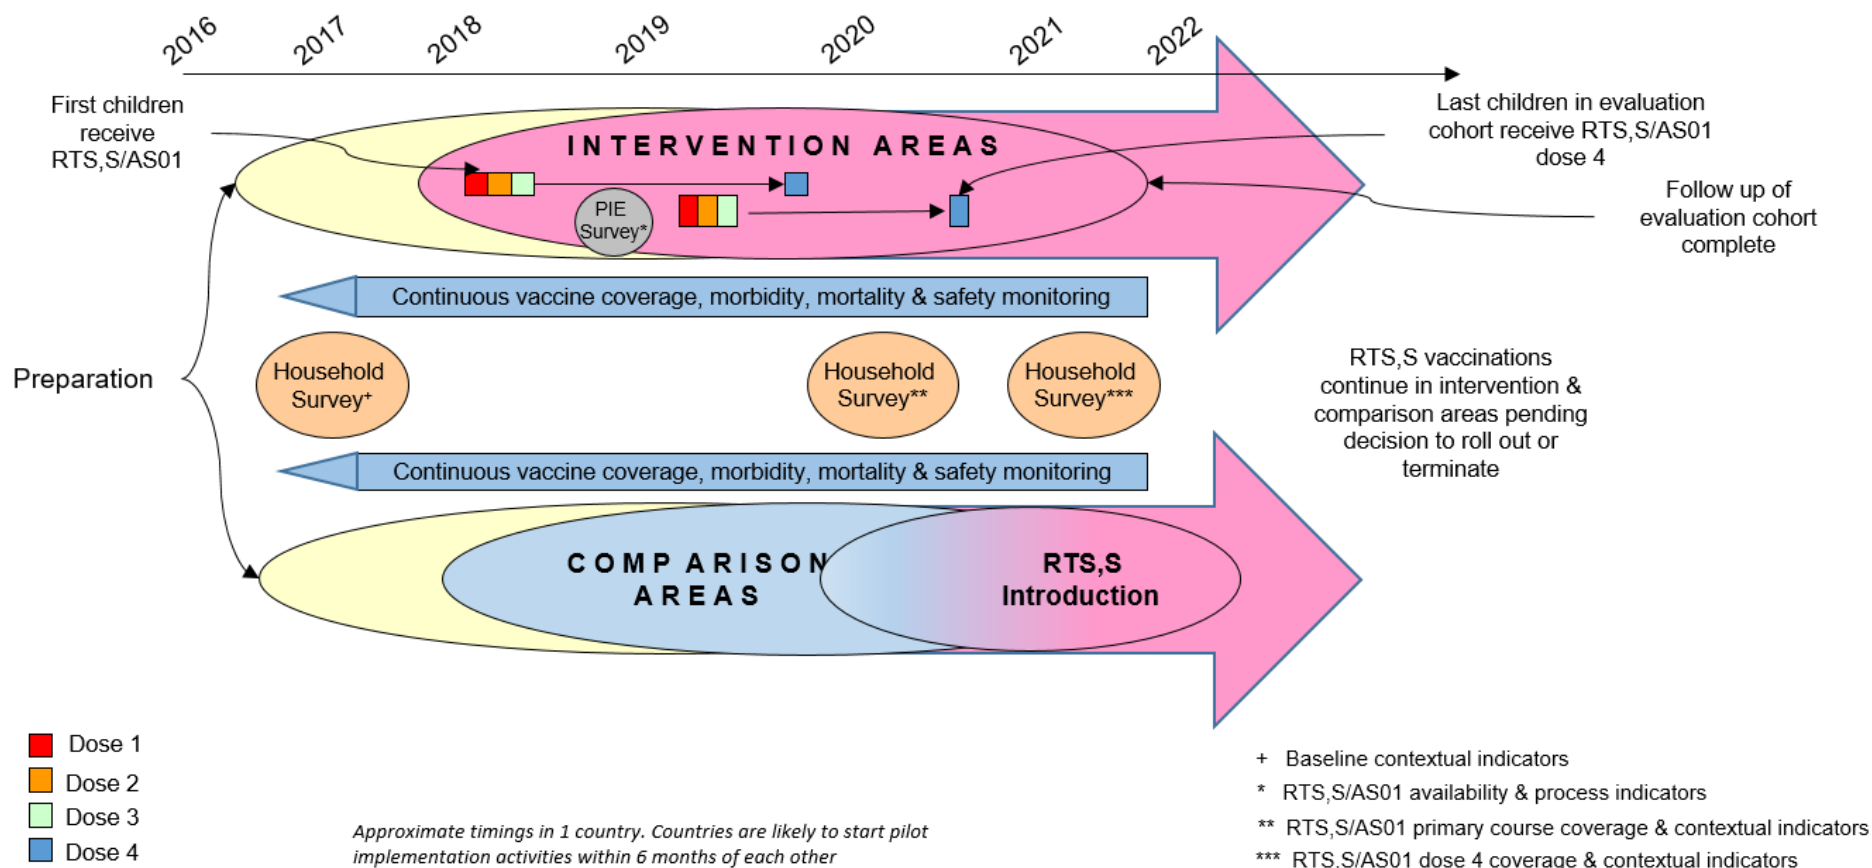 2016
2017
2018
2019
2020
2021
2022
First children
receive
RTS,S/AS01
Last children in evaluation
cohort receive RTS,S/AS01
dose 4
INTERVENTION AREAS
PIE
Survey*
Follow up of
evaluation cohort
complete
Continuous vaccine coverage, morbidity, mortality & safety monitoring
Preparation
Household
Survey+
Household
Survey**
Household
Survey***
RTS,S vaccinations
continue in intervention &
comparison areas pending
decision to roll out or
terminate
Continuous vaccine coverage, morbidity, mortality & safety monitoring
COMPARISON
AREAS
RTS,S
Introduction
Dose 1
Dose 2
Dose 3
Dose 4
Approximate timings in 1 country. Countries are likely to start pilot
implementation activities within 6 months of each other
+ Baseline contextual indicators
* RTS,S/AS01 availability & process indicators
** RTS,S/AS01 primary course coverage & contextual indicators
*** RTS,S/AS01 dose 4 coverage & contextual indicators